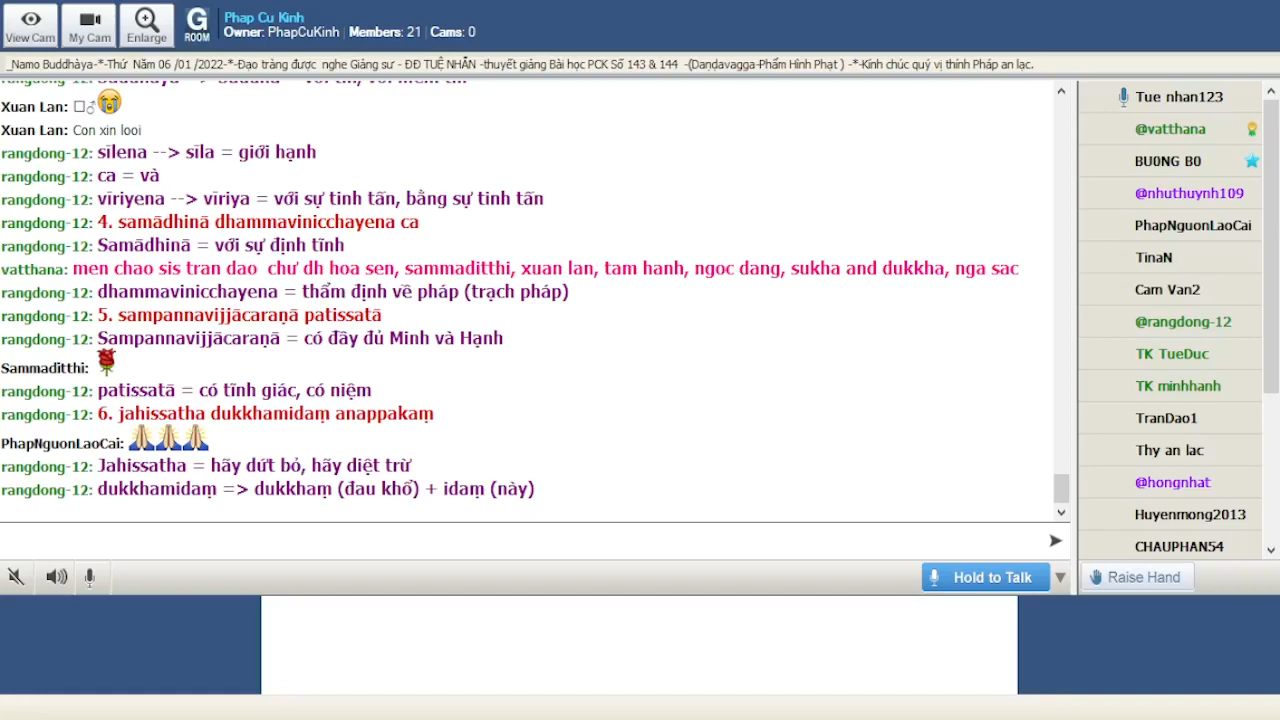 View Cam
My Cam
Enlarge
G
ROOM
Phap Cu Kinh
Owner: PhapCuKinh | Members: 21 | Cams: 0
_Namo Buddhàya-*-Thứ Năm 06 /01 /2022-*-Đạo tràng được nghe Giảng sư - ĐĐ TUỆ NHẪN -thuyết giảng Bài học PCK Số 143 & 144 -(Daṇḍavagga-Phẩm Hình Phạt ) -*-Kính chúc quý vị thính Pháp an lạc.
Xuan Lan:
Xuan Lan: Con xin looi
rangdong-12: sīlena --> sīla = giới hạnh
rangdong-12: ca = và
rangdong-12: vīriyena --> vīriya = với sự tinh tấn, bằng sự tinh tấn
rangdong-12: 4. samādhinā dhammavinicchayena ca
rangdong-12: Samādhinā = với sự định tĩnh
vatthana: men chao sis tran dao chư dh hoa sen, sammaditthi, xuan lan, tam hanh, ngoc dang, sukha and dukkha, nga sac
rangdong-12: dhammavinicchayena = thẩm định về pháp (trạch pháp)
rangdong-12: 5. sampannavijjācaraṇā patissatā
rangdong-12: Sampannavijjācaraṇā = có đầy đủ Minh và Hạnh
Sammaditthi:
rangdong-12: patissatā = có tĩnh giác, có niệm
rangdong-12: 6. jahissatha dukkhamidaṃ anappakaṃ
PhapNguonLaoCai:
rangdong-12: Jahissatha = hãy dứt bỏ, hãy diệt trừ
rangdong-12: dukkhamidaṃ => dukkhaṃ (đau khổ) + idaṃ (này)
Hold to Talk
Tue nhan123
@vatthana
BU0NG B0
@nhuthuynh109
PhapNguonLaoCai
TinaN
Cam Van2
@rangdong-12
TK TueDuc
TK minhhanh
TranDao1
Thy an lac
@hongnhat
Huyenmong2013
CHAUPHAN54
Raise Hand